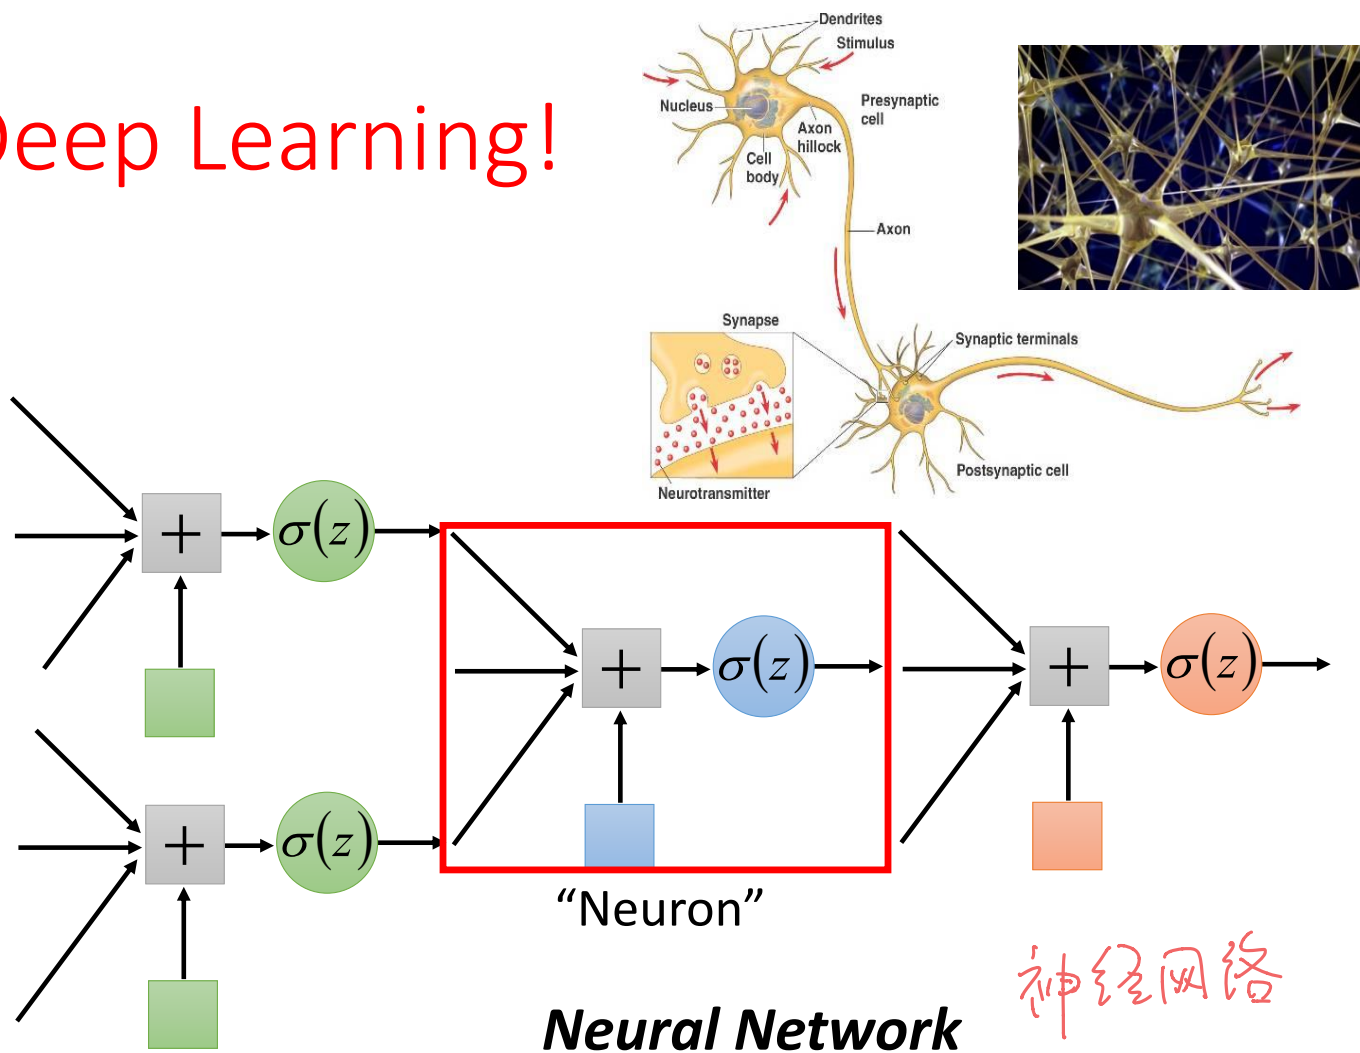 Deep Learning!
Dendrites
Stimulus
Nucleus
Presynaptic
cell
Axon
hillock
Cell
body
Axon
Synapse
Synaptic terminals
Neurotransmitter
Postsynaptic cell
+
σ(z)
+
σ(z)
+
σ(z)
+
σ(z)
“Neuron”
Neural Network
神经网络